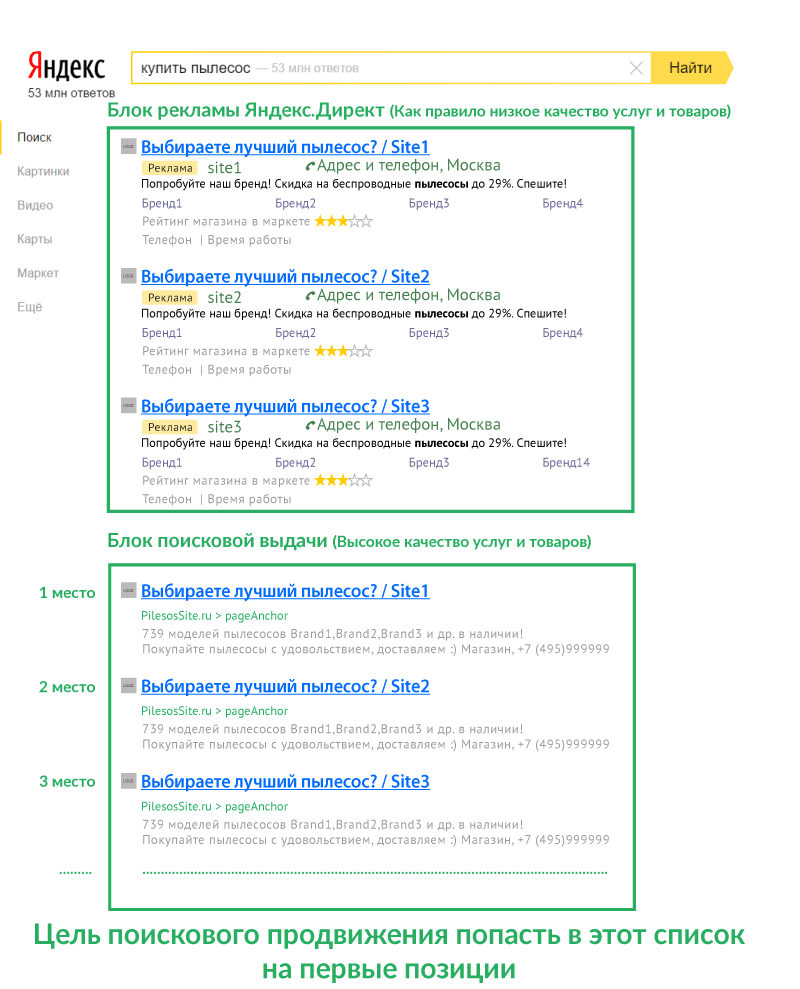 Яндекс
купить пылесос — 53 млн ответов
Найти
53 млн ответов
Поиск
Картинки
Видео
Карты
Маркет
Ещё
Блок рекламы Яндекс.Директ (Как правило низкое качество услуг и товаров)
Выбираете лучший пылесос? / Site1
Реклама site1 Адрес и телефон, Москва
Попробуйте наш бренд! Скидка на беспроводные пылесосы до 29%. Спешите!
Бренд1 Бренд2 Бренд3 Бренд4
Рейтинг магазина в маркете
Телефон | Время работы
Выбираете лучший пылесос? / Site2
Реклама site2 Адрес и телефон, Москва
Попробуйте наш бренд! Скидка на беспроводные пылесосы до 29%. Спешите!
Бренд1 Бренд2 Бренд3 Бренд4
Рейтинг магазина в маркете
Телефон | Время работы
Выбираете лучший пылесос? / Site3
Реклама site3 Адрес и телефон, Москва
Попробуйте наш бренд! Скидка на беспроводные пылесосы до 29%. Спешите!
Бренд1 Бренд2 Бренд3 Бренд14
Рейтинг магазина в маркете
Телефон | Время работы
Блок поисковой выдачи (Высокое качество услуг и товаров)
1 место
Выбираете лучший пылесос? / Site1
PilesosSite.ru > pageAnchor
739 моделей пылесосов Brand1,Brand2,Brand3 и др. в наличии!
Покупайте пылесосы с удовольствием, доставляем :) Магазин, +7 (495)999999
2 место
Выбираете лучший пылесос? / Site2
PilesosSite.ru > pageAnchor
739 моделей пылесосов Brand1,Brand2,Brand3 и др. в наличии!
Покупайте пылесосы с удовольствием, доставляем :) Магазин, +7 (495)999999
3 место
Выбираете лучший пылесос? / Site3
PilesosSite.ru > pageAnchor
739 моделей пылесосов Brand1,Brand2,Brand3 и др. в наличии!
Покупайте пылесосы с удовольствием, доставляем :) Магазин, +7 (495)999999
Цель поискового продвижения попасть в этот список
на первые позиции